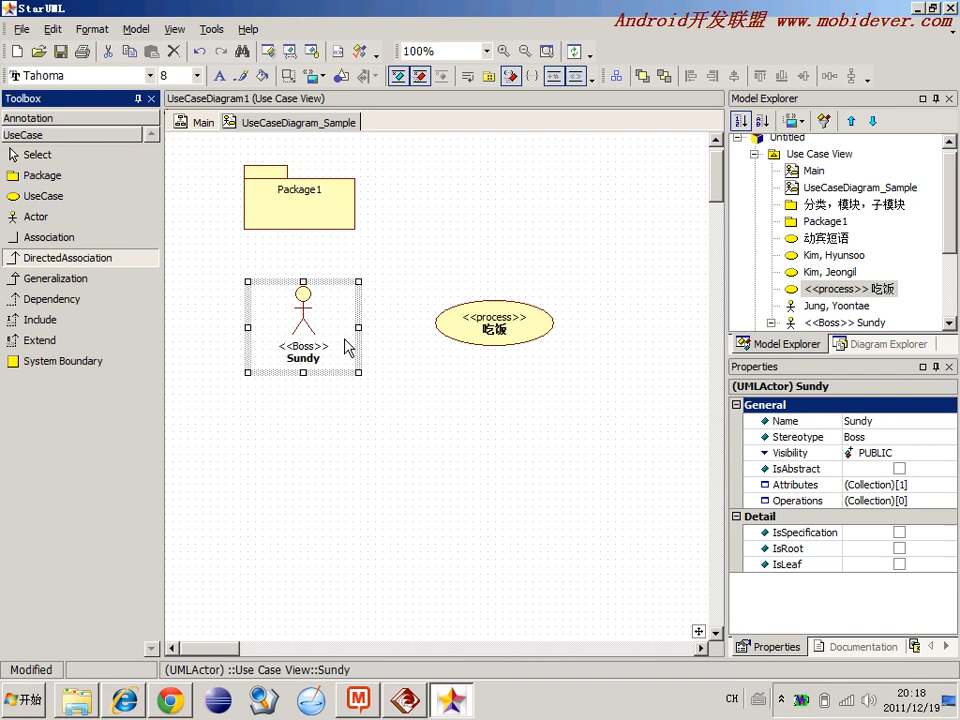 StarUML
Android开发联盟 www.mobidever.com
File Edit Format Model View Tools Help
100%
Tahoma 8
Toolbox
UseCaseDiagram1 (Use Case View)
Model Explorer
Annotation
UseCase
Main
UseCaseDiagram_Sample
Select
Package
UseCase
Actor
Association
DirectedAssociation
Generalization
Dependency
Include
Extend
System Boundary
Package1
<<Boss>>
Sundy
<<process>>
吃饭
Untitled
Use Case View
Main
UseCaseDiagram_Sample
分类，模块，子模块
Package1
动宾短语
Kim, Hyunsoo
Kim, Jeongil
<<process>> 吃饭
Jung, Yoontae
<<Boss>> Sundy
Model Explorer
Diagram Explorer
Properties
(UMLActor) Sundy
General
Name Sundy
Stereotype Boss
Visibility PUBLIC
IsAbstract
Attributes (Collection)[1]
Operations (Collection)[0]
Detail
IsSpecification
IsRoot
IsLeaf
Properties
Documentation
Modified
(UMLActor) ::Use Case View::Sundy
开始
CH
20:18
2011/12/19